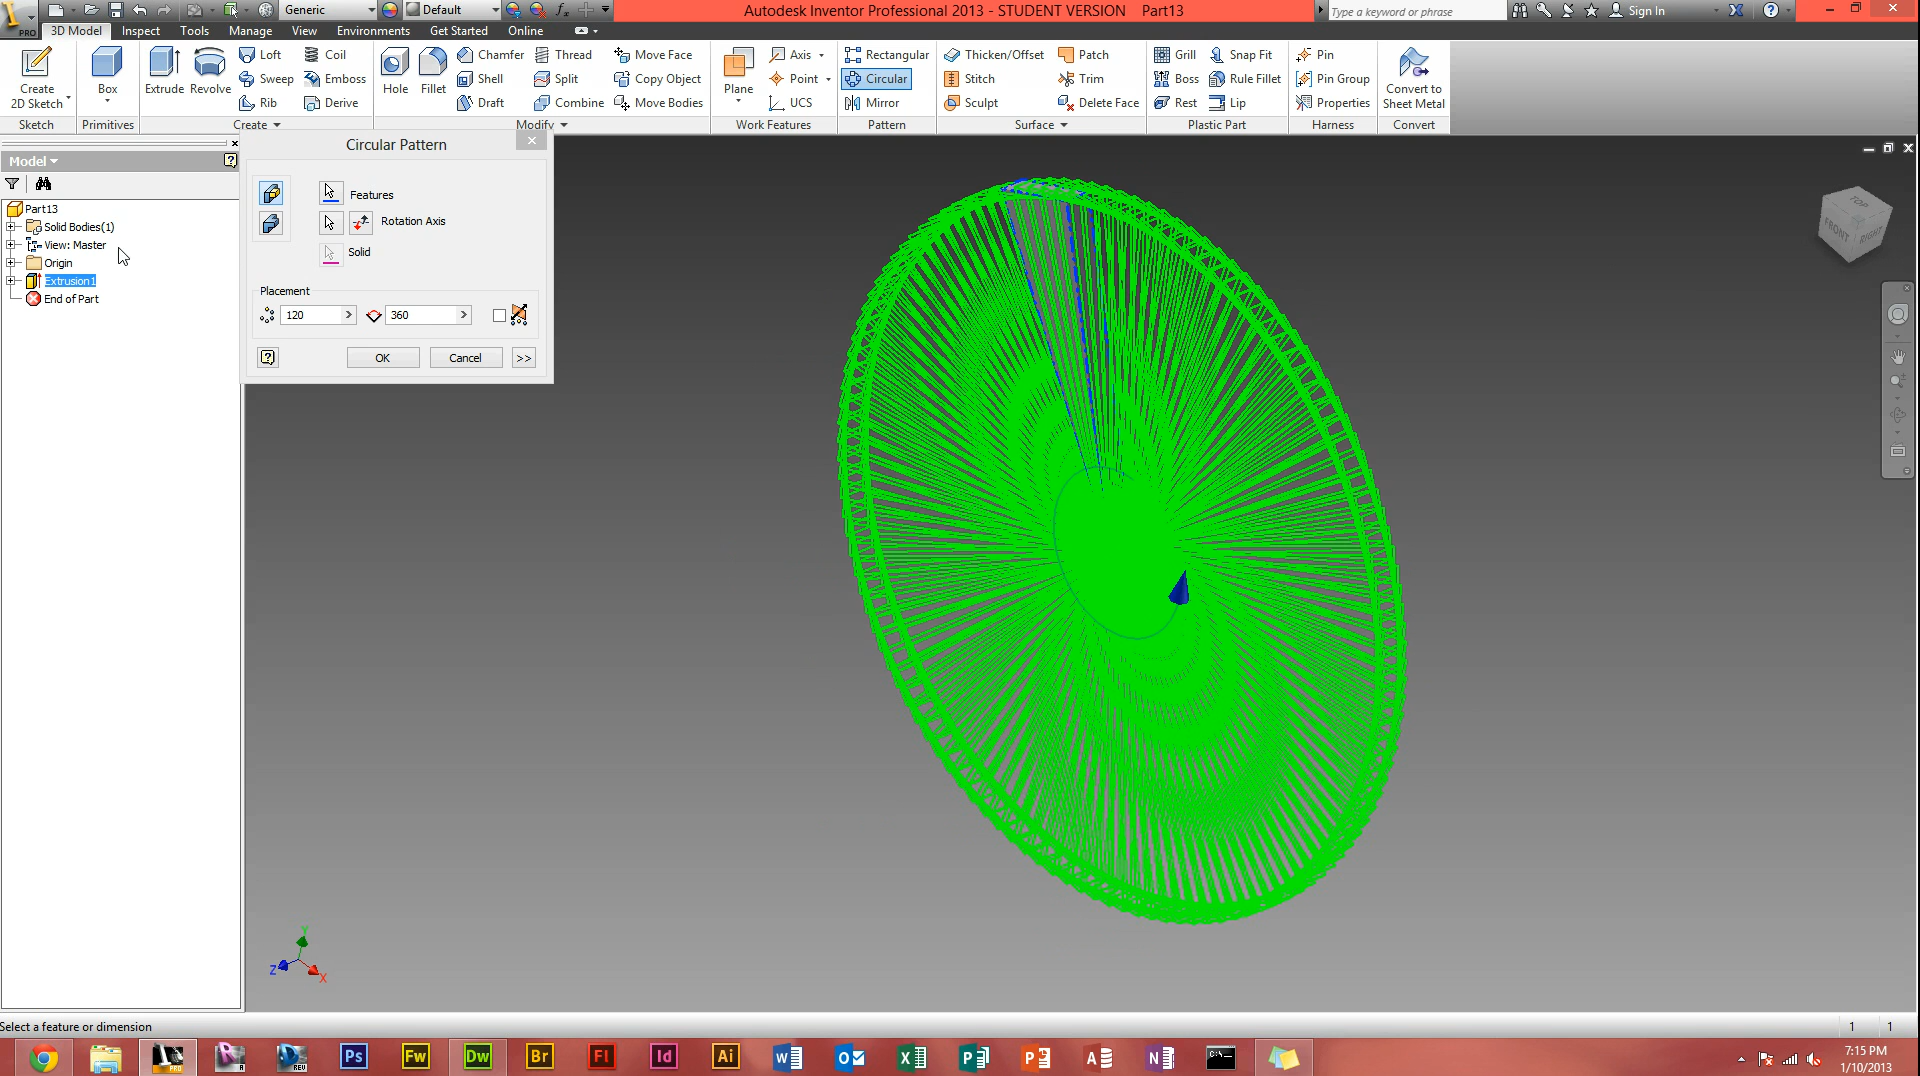 PRO
Generic
Default
Autodesk Inventor Professional 2013 - STUDENT VERSION Part13
Type a keyword or phrase
Sign In
3D Model Inspect Tools Manage View Environments Get Started Online
Create
2D Sketch
Box
Extrude
Revolve
Loft
Sweep
Rib
Coil
Emboss
Derive
Hole
Fillet
Chamfer
Shell
Draft
Thread
Split
Combine
Move Face
Copy Object
Move Bodies
Plane
Axis
Point
UCS
Rectangular
Circular
Mirror
Thicken/Offset
Stitch
Sculpt
Patch
Trim
Delete Face
Grill
Boss
Rest
Snap Fit
Rule Fillet
Lip
Pin
Pin Group
Properties
Convert to
Sheet Metal
Sketch Primitives Create Modify Work Features Pattern Surface Plastic Part Harness Convert
Model
Part13
Solid Bodies(1)
View: Master
Origin
Extrusion1
End of Part
Circular Pattern
Features
Rotation Axis
Solid
Placement
120
360
OK Cancel >>
TOP
FRONT
RIGHT
Y
Z
X
Select a feature or dimension
1 1
PRO
R
REV
Ps Fw Dw Br Fl Id Ai W O X P P A N
C:\
7:15 PM
1/10/2013